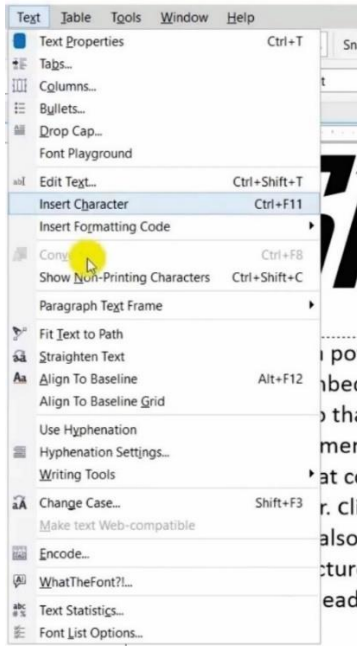 Text Table Tools Window Help
Text Properties Ctrl+T
Tabs...
Columns...
Bullets...
Drop Cap...
Font Playground
Edit Text... Ctrl+Shift+T
Insert Character Ctrl+F11
Insert Formatting Code
Ctrl+F8
Show Non-Printing Characters Ctrl+Shift+C
Paragraph Text Frame
Fit Text to Path
Straighten Text
Align To Baseline Alt+F12
Align To Baseline Grid
Use Hyphenation
Hyphenation Settings...
Writing Tools
Change Case... Shift+F3
Make text Web-compatible
Encode...
WhatTheFont?!...
Text Statistics...
Font List Options...